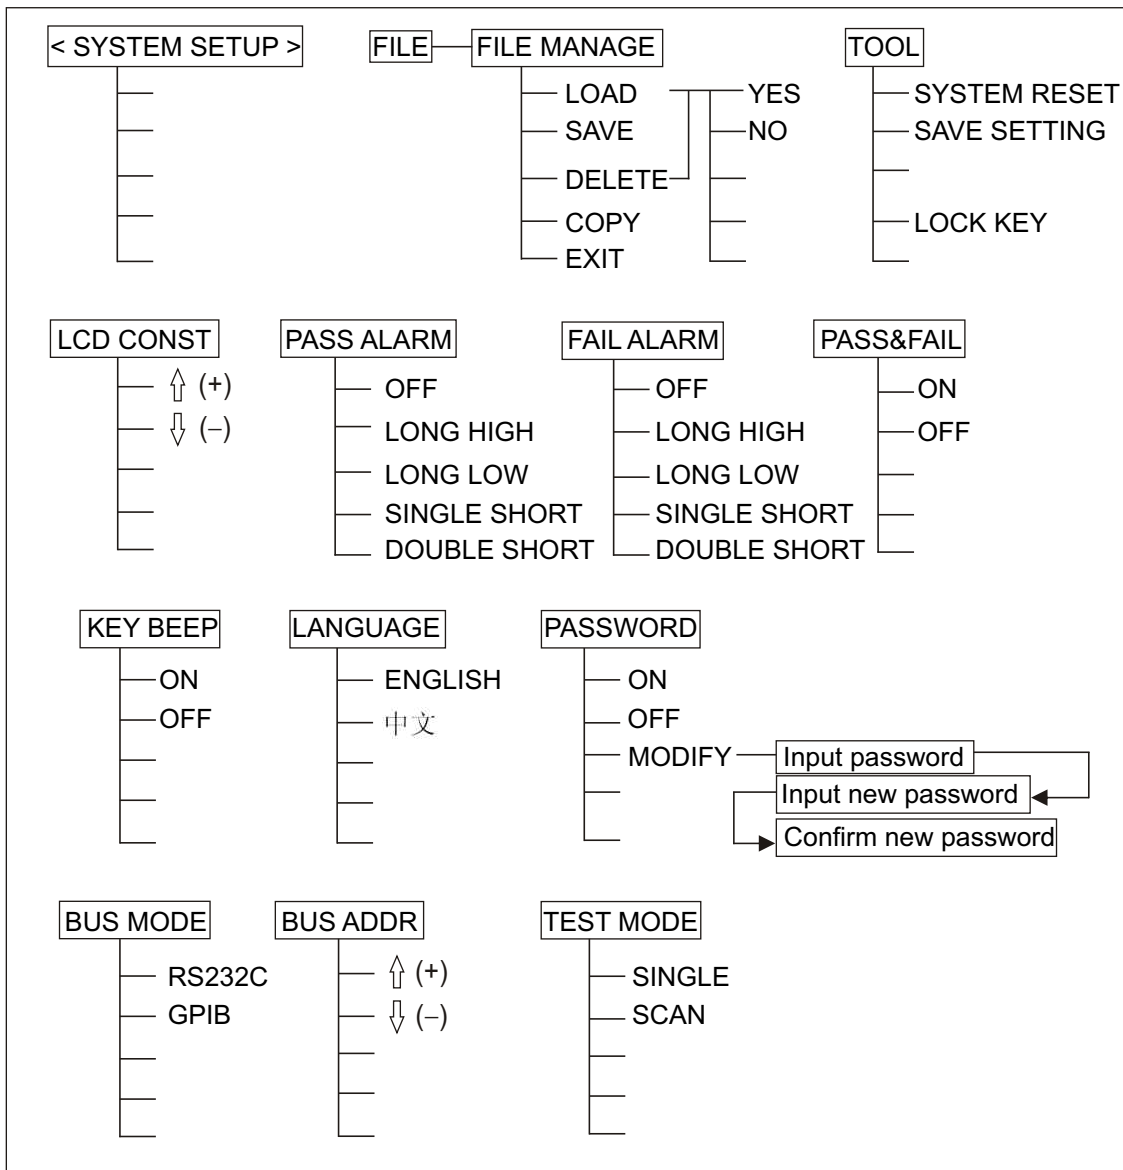 < SYSTEM SETUP >
FILE
FILE MANAGE
LOAD
SAVE
DELETE
COPY
EXIT
YES
NO
TOOL
SYSTEM RESET
SAVE SETTING
LOCK KEY
LCD CONST
⇧ (+)
⇩ (–)
PASS ALARM
OFF
LONG HIGH
LONG LOW
SINGLE SHORT
DOUBLE SHORT
FAIL ALARM
OFF
LONG HIGH
LONG LOW
SINGLE SHORT
DOUBLE SHORT
PASS&FAIL
ON
OFF
KEY BEEP
ON
OFF
LANGUAGE
ENGLISH
中文
PASSWORD
ON
OFF
MODIFY
Input password
Input new password
Confirm new password
BUS MODE
RS232C
GPIB
BUS ADDR
⇧ (+)
⇩ (–)
TEST MODE
SINGLE
SCAN